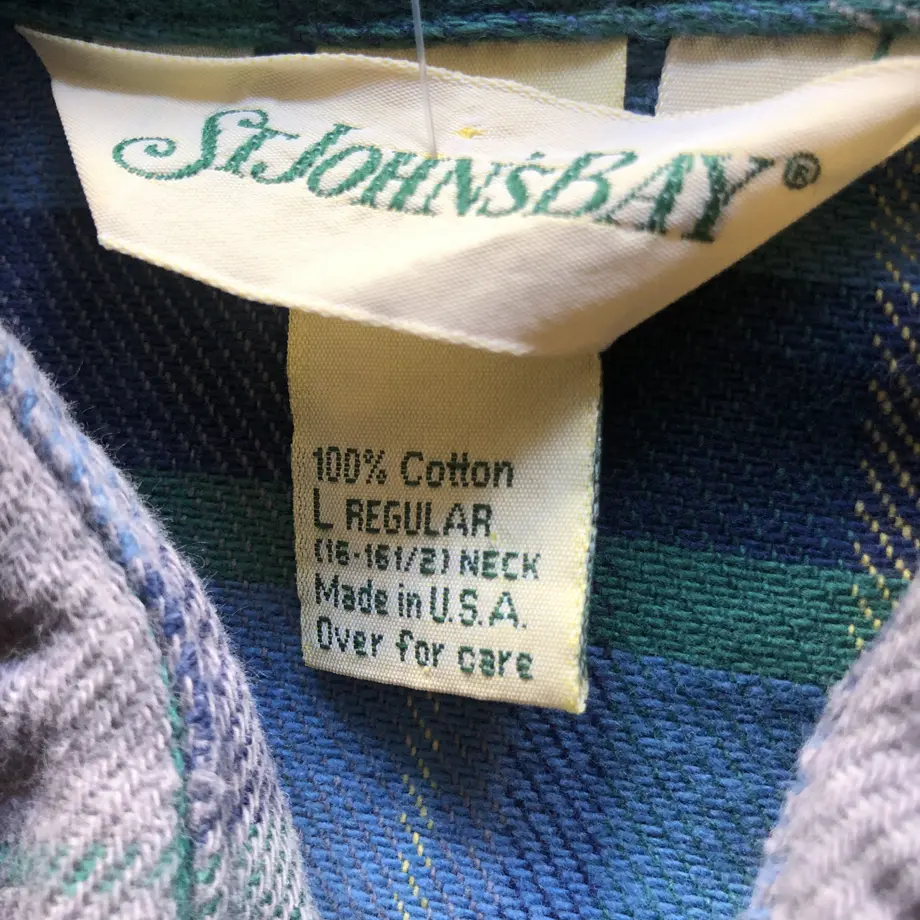 St. John's Bay®
100% Cotton
L REGULAR
(16-161/2) NECK
Made in U.S.A.
Over for care